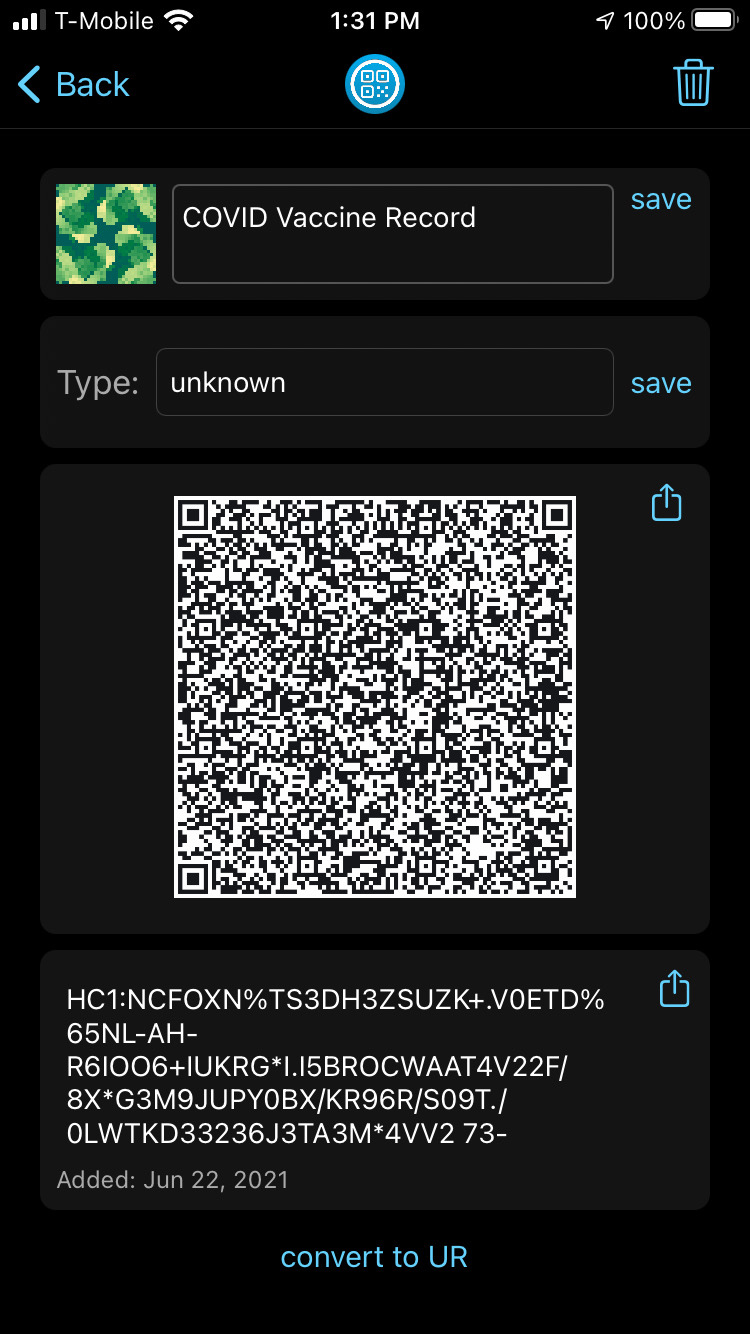 T-Mobile 1:31 PM 100%
Back
COVID Vaccine Record
save
Type: unknown save
HC1:NCFOXN%TS3DH3ZSUZK+.V0ETD%
65NL-AH-
R6IOO6+IUKRG*I.I5BROCWAAT4V22F/
8X*G3M9JUPY0BX/KR96R/S09T./
0LWTKD33236J3TA3M*4VV2 73-
Added: Jun 22, 2021
convert to UR